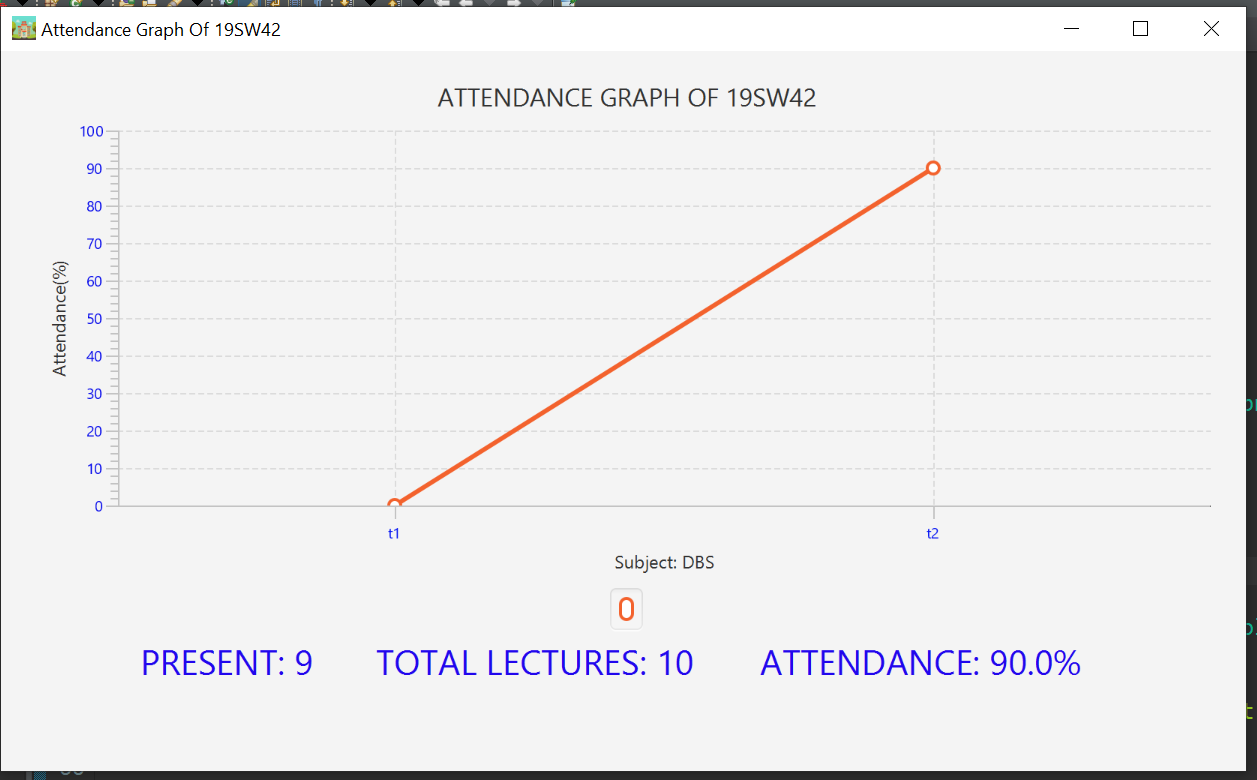 Attendance Graph Of 19SW42
ATTENDANCE GRAPH OF 19SW42
100
90
80
70
60
50
40
30
20
10
0
Attendance(%)
t1 t2
Subject: DBS
PRESENT: 9 TOTAL LECTURES: 10 ATTENDANCE: 90.0%